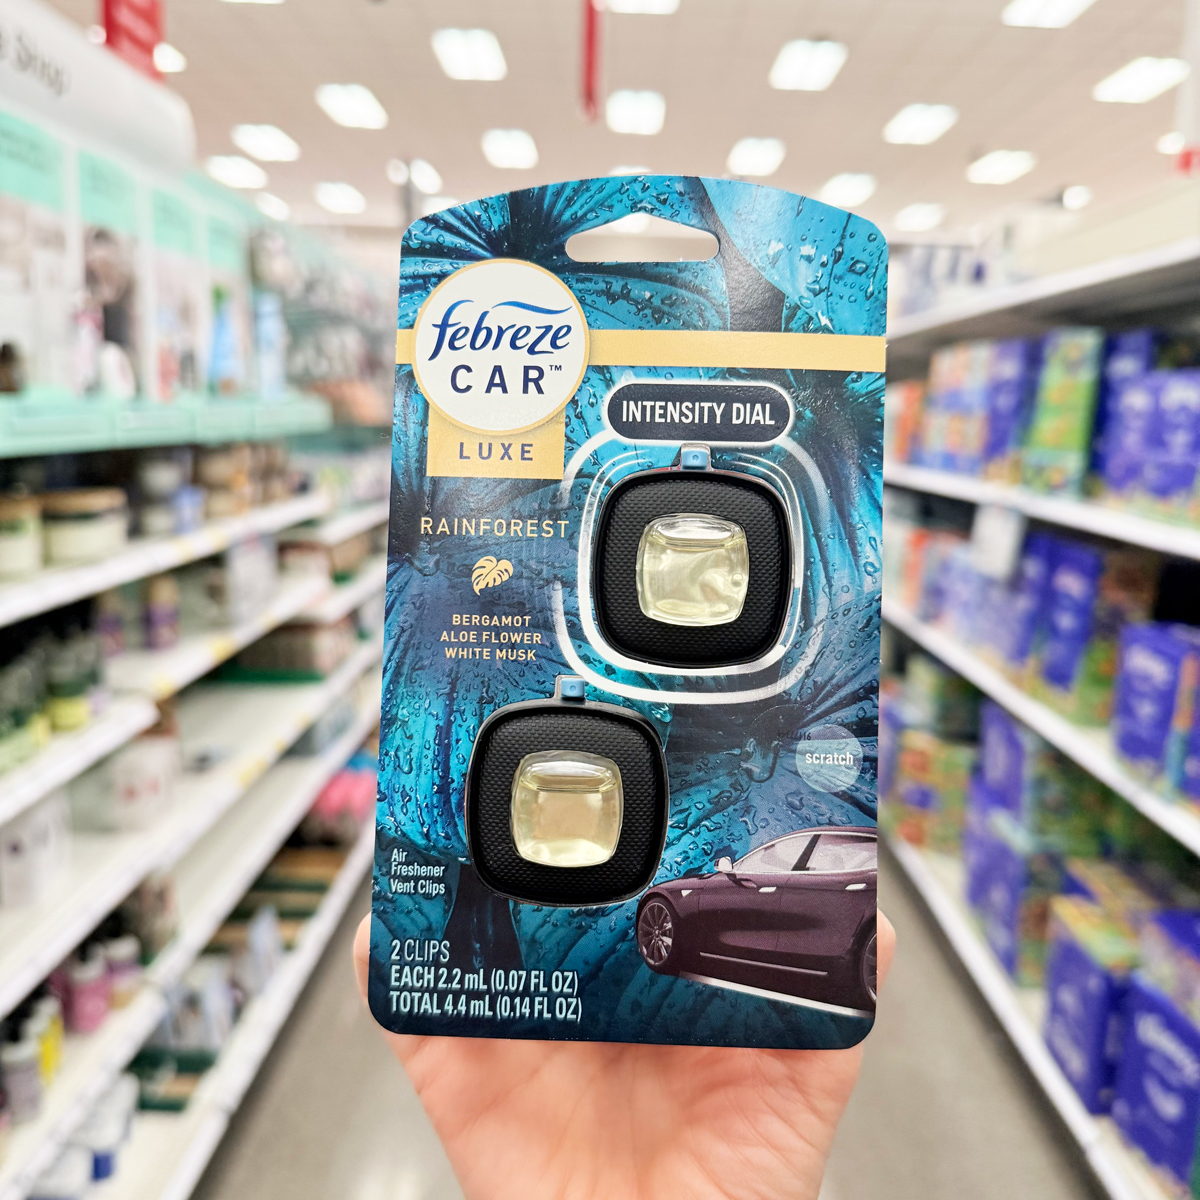 Shop
febreze
CAR™
LUXE
INTENSITY DIAL
RAINFOREST
BERGAMOT
ALOE FLOWER
WHITE MUSK
scratch
Air
Freshener
Vent Clips
2 CLIPS
EACH 2.2 mL (0.07 FL OZ)
TOTAL 4.4 mL (0.14 FL OZ)